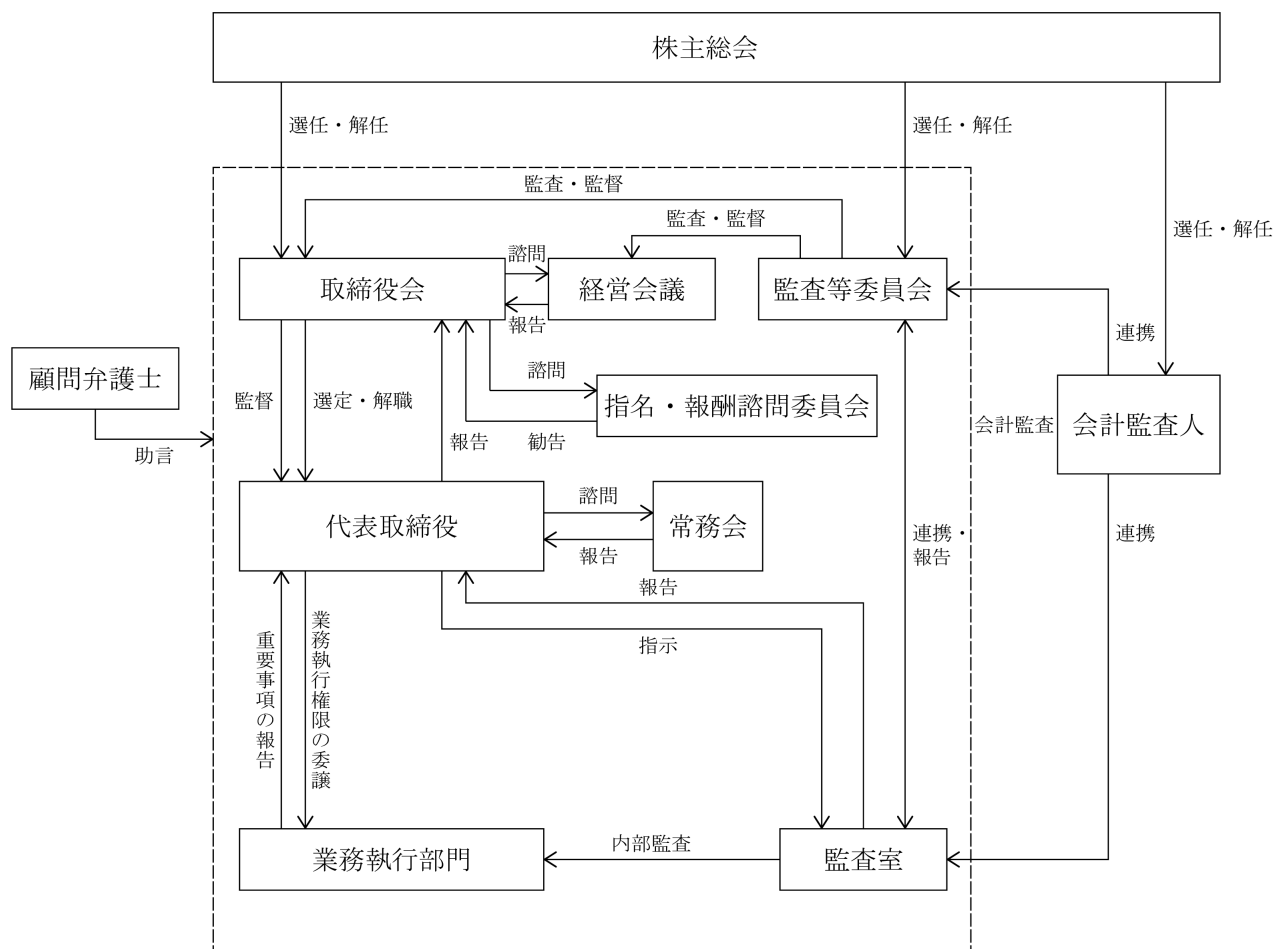 株主総会
選任・解任
選任・解任
選任・解任
監査・監督
監査・監督
諮問
報告
取締役会
経営会議
監査等委員会
連携
顧問弁護士
助言
監督
選定・解職
諮問
指名・報酬諮問委員会
報告
勧告
会計監査
会計監査人
代表取締役
諮問
報告
常務会
連携・
報告
連携
報告
指示
重要事項の報告
業務執行権限の委譲
業務執行部門
内部監査
監査室